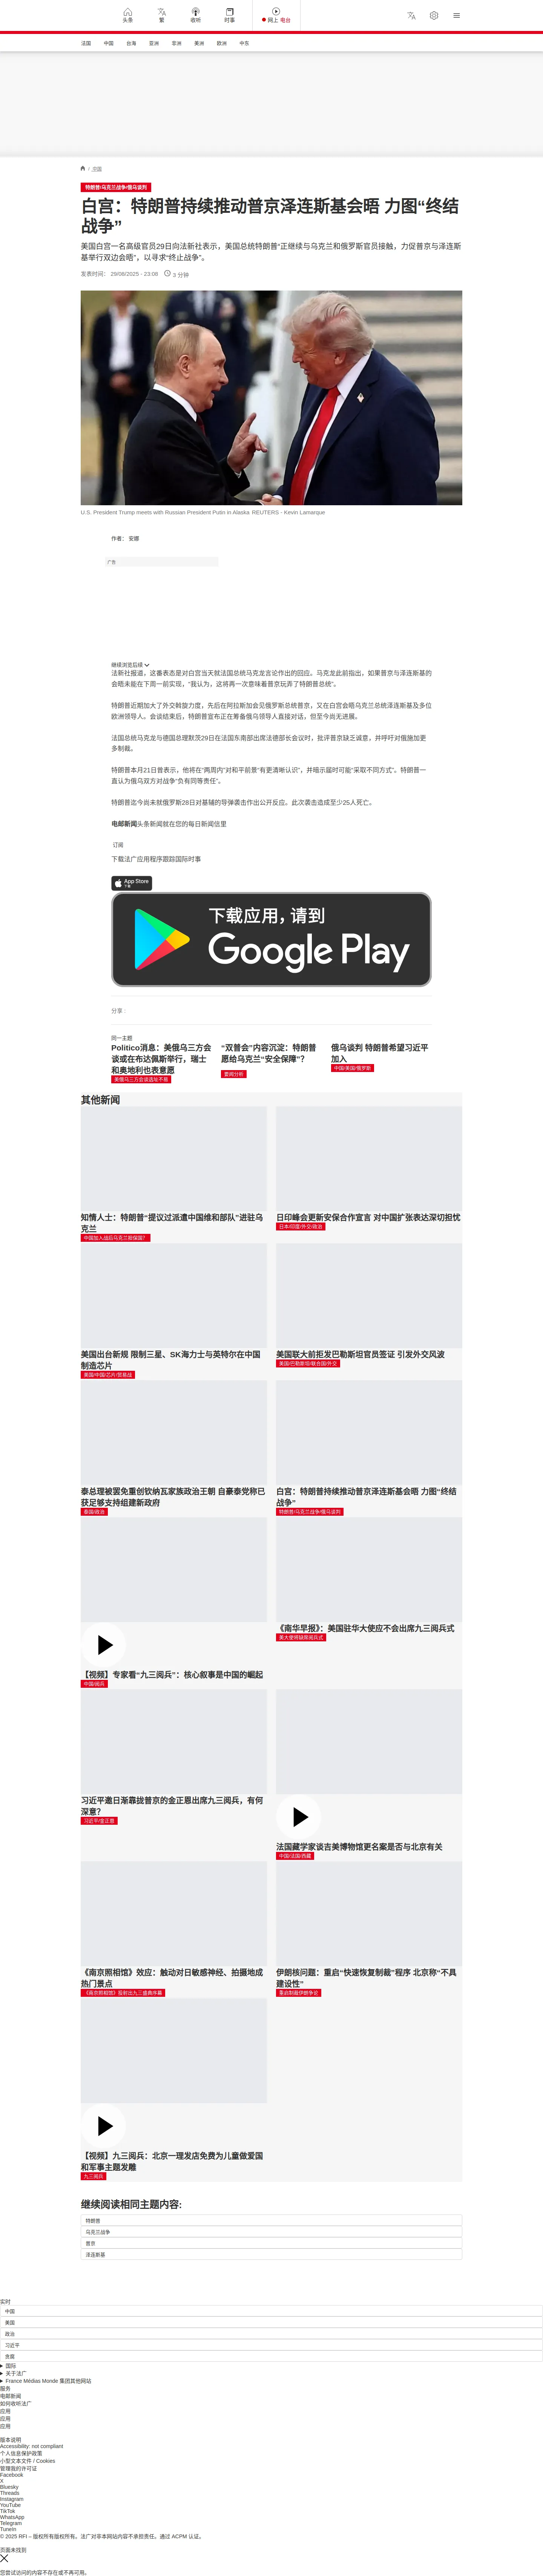 头条
繁
收听
时事
网上 电台
法国
中国
台海
亚洲
非洲
美洲
欧洲
中东
/ 中国
特朗普/乌克兰战争/俄乌谈判
白宫：特朗普持续推动普京泽连斯基会晤 力图“终结
战争”
美国白宫一名高级官员29日向法新社表示，美国总统特朗普“正继续与乌克兰和俄罗斯官员接触，力促普京与泽连斯
基举行双边会晤”，以寻求“终止战争”。
发表时间： 29/08/2025 - 23:08
3 分钟
U.S. President Trump meets with Russian President Putin in Alaska REUTERS - Kevin Lamarque
作者： 安娜
广告
继续浏览后续
法新社报道，这番表态是对白宫当天就法国总统马克龙言论作出的回应。马克龙此前指出，如果普京与泽连斯基的
会晤未能在下周一前实现，“我认为，这将再一次意味着普京玩弄了特朗普总统”。
特朗普近期加大了外交斡旋力度，先后在阿拉斯加会见俄罗斯总统普京，又在白宫会晤乌克兰总统泽连斯基及多位
欧洲领导人。会谈结束后，特朗普宣布正在筹备俄乌领导人直接对话，但至今尚无进展。
法国总统马克龙与德国总理默茨29日在法国东南部出席法德部长会议时，批评普京缺乏诚意，并呼吁对俄施加更
多制裁。
特朗普本月21日曾表示，他将在“两周内”对和平前景“有更清晰认识”，并暗示届时可能“采取不同方式”。特朗普一
直认为俄乌双方对战争“负有同等责任”。
特朗普迄今尚未就俄罗斯28日对基辅的导弹袭击作出公开反应。此次袭击造成至少25人死亡。
电邮新闻头条新闻就在您的每日新闻信里
订阅
下载法广应用程序跟踪国际时事
App Store
下载
下载应用，请到
Google Play
分享 :
同一主题
Politico消息：美俄乌三方会
谈或在布达佩斯举行，瑞士
和奥地利也表意愿
美俄乌三方会谈选址不易
“双普会”内容沉淀：特朗普
愿给乌克兰“安全保障”？
要闻分析
俄乌谈判 特朗普希望习近平
加入
中国/美国/俄罗斯
其他新闻
知情人士：特朗普“提议过派遣中国维和部队”进驻乌
克兰
中国加入战后乌克兰和保国?
日印峰会更新安保合作宣言 对中国扩张表达深切担忧
日本/印度/外交/政治
美国出台新规 限制三星、SK海力士与英特尔在中国
制造芯片
美国/中国/芯片/贸易战
美国联大前拒发巴勒斯坦官员签证 引发外交风波
美国/巴勒斯坦/联合国/外交
泰总理被罢免重创钦纳瓦家族政治王朝 自豪泰党称已
获足够支持组建新政府
泰国/政治
白宫：特朗普持续推动普京泽连斯基会晤 力图“终结
战争”
特朗普/乌克兰战争/俄乌谈判
【视频】专家看“九三阅兵”：核心叙事是中国的崛起
中国/阅兵
《南华早报》：美国驻华大使应不会出席九三阅兵式
美大使将缺席阅兵式
习近平邀日渐靠拢普京的金正恩出席九三阅兵，有何
深意？
习近平/金正恩
法国藏学家谈吉美博物馆更名案是否与北京有关
中国/法国/西藏
《南京照相馆》效应：触动对日敏感神经、拍摄地成
热门景点
《南京照相馆》投射出九三盛典序幕
伊朗核问题：重启“快速恢复制裁”程序 北京称“不具
建设性”
重启制裁伊朗争议
【视频】九三阅兵：北京一理发店免费为儿童做爱国
和军事主题发雕
九三阅兵
继续阅读相同主题内容:
特朗普
乌克兰战争
普京
泽连斯基
实时
中国
美国
政治
习近平
贪腐
国际
关于法广
France Médias Monde 集团其他网站
服务
电邮新闻
如何收听法广
应用
应用
应用
版本说明
Accessibility: not compliant
个人信息保护政策
小型文本文件 / Cookies
管理我的许可证
Facebook
X
Bluesky
Threads
Instagram
YouTube
TikTok
WhatsApp
Telegram
TuneIn
© 2025 RFI – 版权所有版权所有。法广对非本网站内容不承担责任。通过 ACPM 认证。
页面未找到
您尝试访问的内容不存在或不再可用。